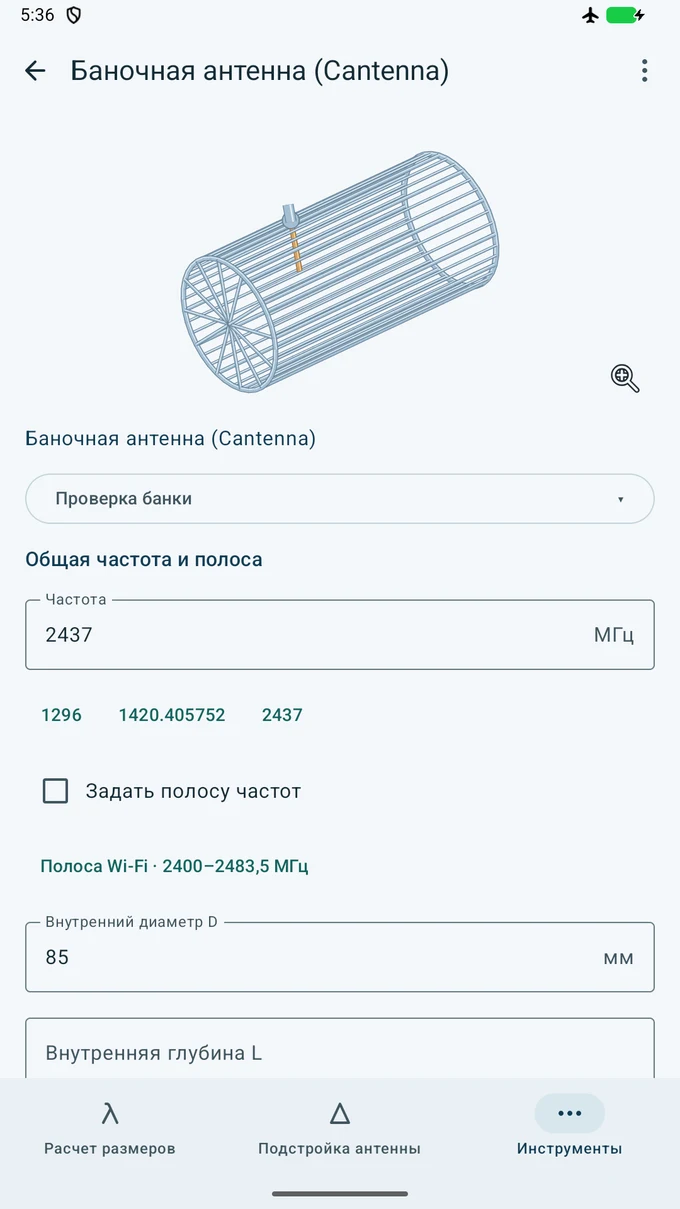 5:36
Баночная антенна (Cantenna)
Баночная антенна (Cantenna)
Проверка банки
Общая частота и полоса
Частота
2437 МГц
1296 1420.405752 2437
Задать полосу частот
Полоса Wi-Fi · 2400–2483,5 МГц
Внутренний диаметр D
85 мм
Внутренняя глубина L
λ Δ
Расчет размеров Подстройка антенны Инструменты